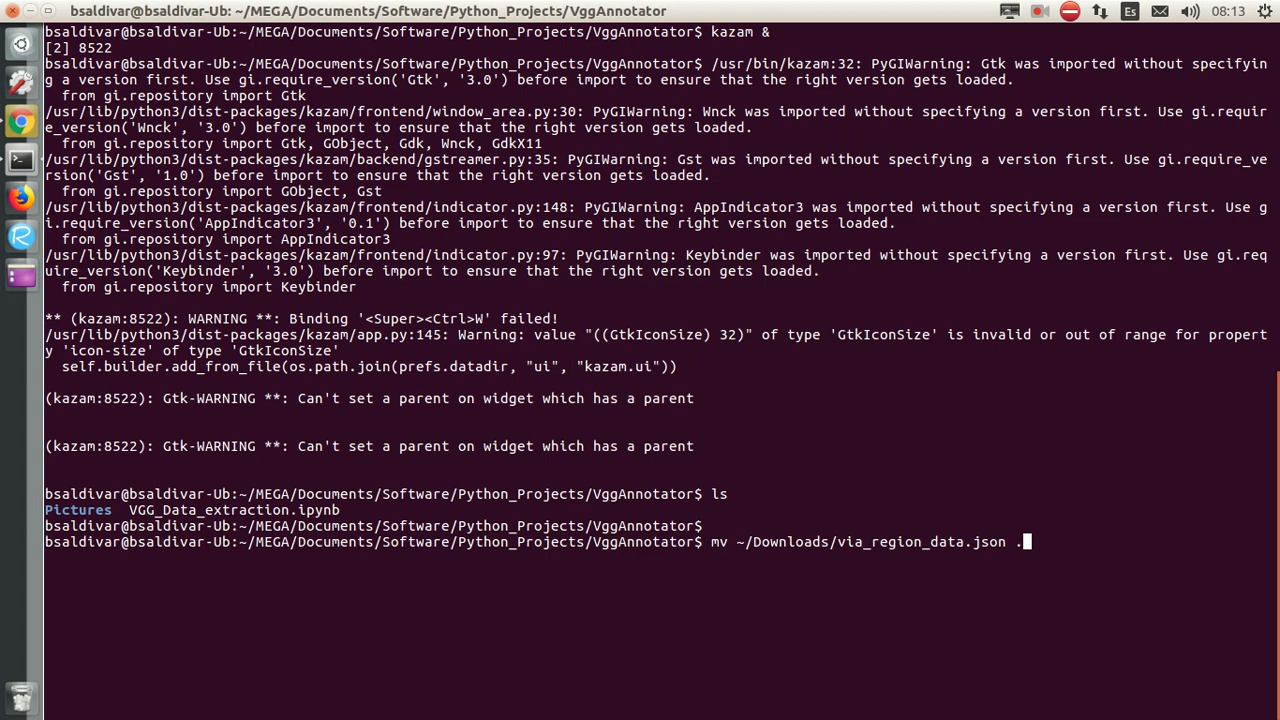 bsaldivar@bsaldivar-Ub:~/MEGA/Documents/Software/Python_Projects/VggAnnotator
Es
08:13
bsaldivar@bsaldivar-Ub:~/MEGA/Documents/Software/Python_Projects/VggAnnotator$ kazam &
[2] 8522
bsaldivar@bsaldivar-Ub:~/MEGA/Documents/Software/Python_Projects/VggAnnotator$ /usr/bin/kazam:32: PyGIWarning: Gtk was imported without specifyin
g a version first. Use gi.require_version('Gtk', '3.0') before import to ensure that the right version gets loaded.
  from gi.repository import Gtk
/usr/lib/python3/dist-packages/kazam/frontend/window_area.py:30: PyGIWarning: Wnck was imported without specifying a version first. Use gi.requir
e_version('Wnck', '3.0') before import to ensure that the right version gets loaded.
  from gi.repository import Gtk, GObject, Gdk, Wnck, GdkX11
/usr/lib/python3/dist-packages/kazam/backend/gstreamer.py:35: PyGIWarning: Gst was imported without specifying a version first. Use gi.require_ve
rsion('Gst', '1.0') before import to ensure that the right version gets loaded.
  from gi.repository import GObject, Gst
/usr/lib/python3/dist-packages/kazam/frontend/indicator.py:148: PyGIWarning: AppIndicator3 was imported without specifying a version first. Use g
i.require_version('AppIndicator3', '0.1') before import to ensure that the right version gets loaded.
  from gi.repository import AppIndicator3
/usr/lib/python3/dist-packages/kazam/frontend/indicator.py:97: PyGIWarning: Keybinder was imported without specifying a version first. Use gi.req
uire_version('Keybinder', '3.0') before import to ensure that the right version gets loaded.
  from gi.repository import Keybinder
** (kazam:8522): WARNING **: Binding '<Super><Ctrl>W' failed!
/usr/lib/python3/dist-packages/kazam/app.py:145: Warning: value "((GtkIconSize) 32)" of type 'GtkIconSize' is invalid or out of range for propert
y 'icon-size' of type 'GtkIconSize'
  self.builder.add_from_file(os.path.join(prefs.datadir, "ui", "kazam.ui"))
(kazam:8522): Gtk-WARNING **: Can't set a parent on widget which has a parent
(kazam:8522): Gtk-WARNING **: Can't set a parent on widget which has a parent
bsaldivar@bsaldivar-Ub:~/MEGA/Documents/Software/Python_Projects/VggAnnotator$ ls
Pictures  VGG_Data_extraction.ipynb
bsaldivar@bsaldivar-Ub:~/MEGA/Documents/Software/Python_Projects/VggAnnotator$
bsaldivar@bsaldivar-Ub:~/MEGA/Documents/Software/Python_Projects/VggAnnotator$ mv ~/Downloads/via_region_data.json .